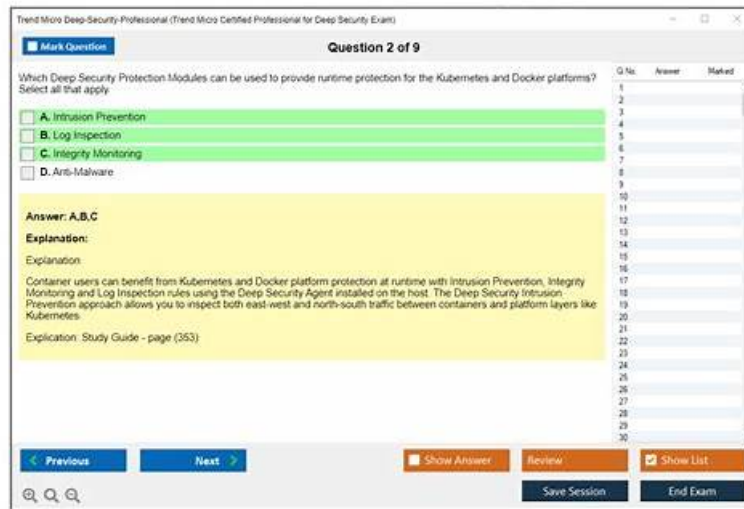 Trend Micro Deep-Security-Professional (Trend Micro Certified Professional for Deep Security Exam)
Mark Question
Question 2 of 9
Which Deep Security Protection Modules can be used to provide runtime protection for the Kubernetes and Docker platforms?
Select all that apply.
A. Intrusion Prevention
B. Log Inspection
C. Integrity Monitoring
D. Anti-Malware
Answer: A,B,C
Explanation:
Explanation
Container users can benefit from Kubernetes and Docker platform protection at runtime with Intrusion Prevention, Integrity
Monitoring and Log Inspection rules using the Deep Security Agent installed on the host. The Deep Security Intrusion
Prevention approach allows you to inspect both east-west and north-south traffic between containers and platform layers like
Kubernetes.
Explication: Study Guide - page (353)
Q No. Answer Marked
1
2
3
4
5
6
7
8
9
10
11
12
13
14
15
16
17
18
19
20
21
22
23
24
25
26
27
28
29
30
Previous
Next
Show Answer
Review
Show List
Save Session
End Exam